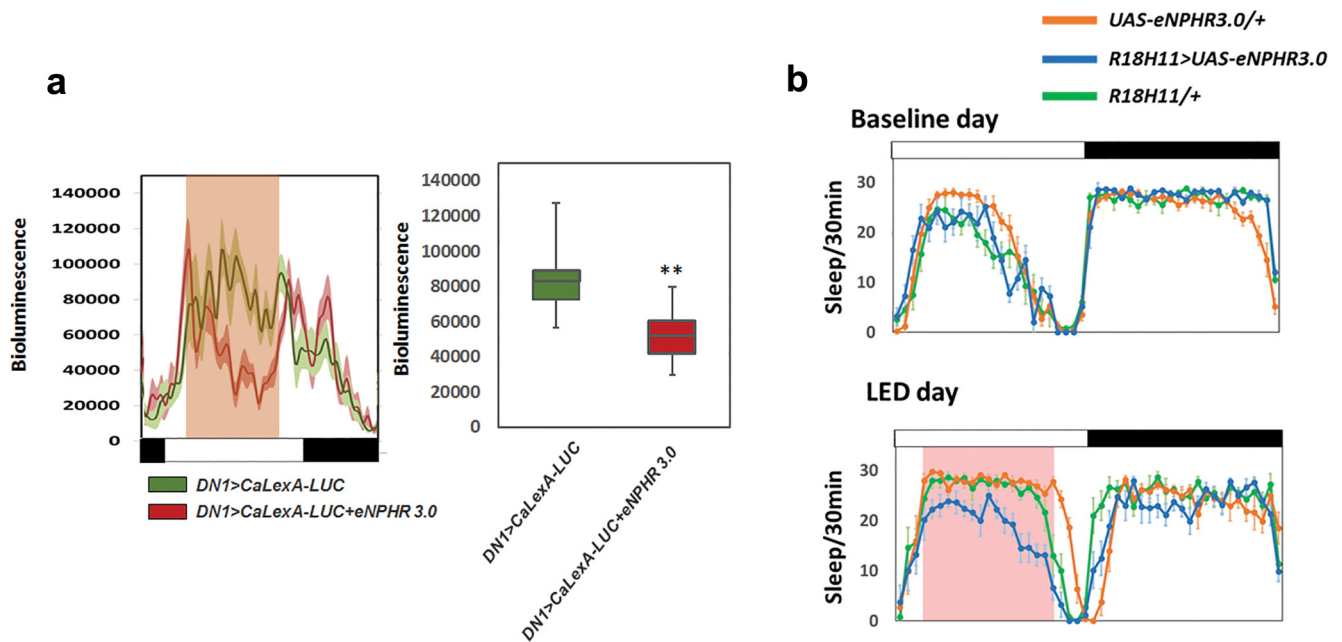 a
Bioluminescence
140000
120000
100000
80000
60000
40000
20000
0
DN1>CaLexA-LUC
DN1>CaLexA-LUC+eNPHR 3.0
Bioluminescence
140000
120000
100000
80000
60000
40000
20000
0
**
DN1>CaLexA-LUC
DN1>CaLexA-LUC+eNPHR 3.0
b
UAS-eNPHR3.0/+
R18H11>UAS-eNPHR3.0
R18H11/+
Baseline day
Sleep/30min
30
20
10
0
LED day
Sleep/30min
30
20
10
0